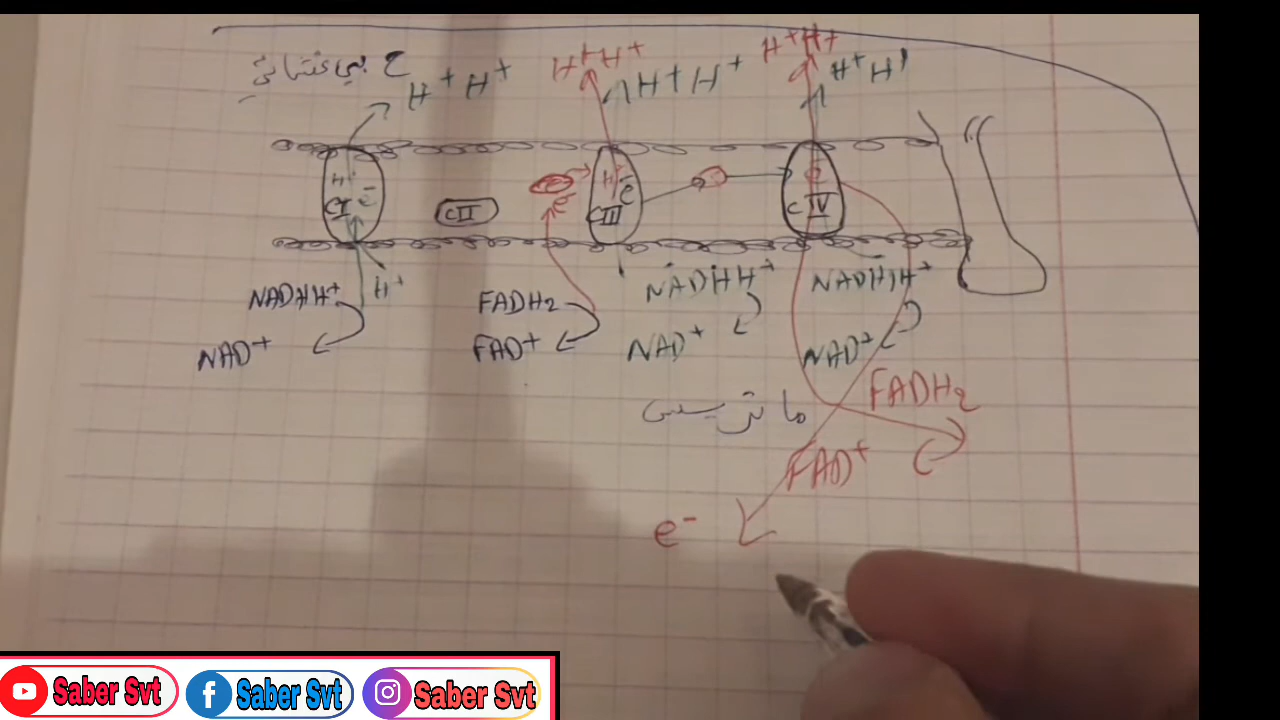 H+H+ H+H+
ح بي غشائي H+ H+ H+ H+ H+ H
H+ H+
CI e- CII e- CIII e- CIV
NADHH+ H+ FADH2 NADHH+ NADHH+
NAD+ FAD+ NAD+ NAD+
ماتريس FADH2
FAD+
e-
Saber Svt Saber Svt Saber Svt